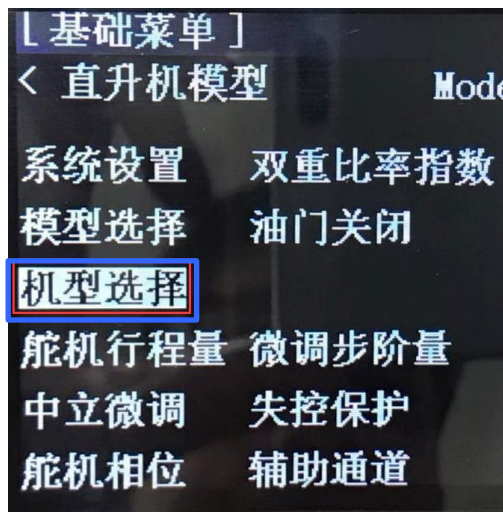 [基础菜单]
< 直升机模型 Mode
系统设置 双重比率指数
模型选择 油门关闭
机型选择
舵机行程量 微调步阶量
中立微调 失控保护
舵机相位 辅助通道